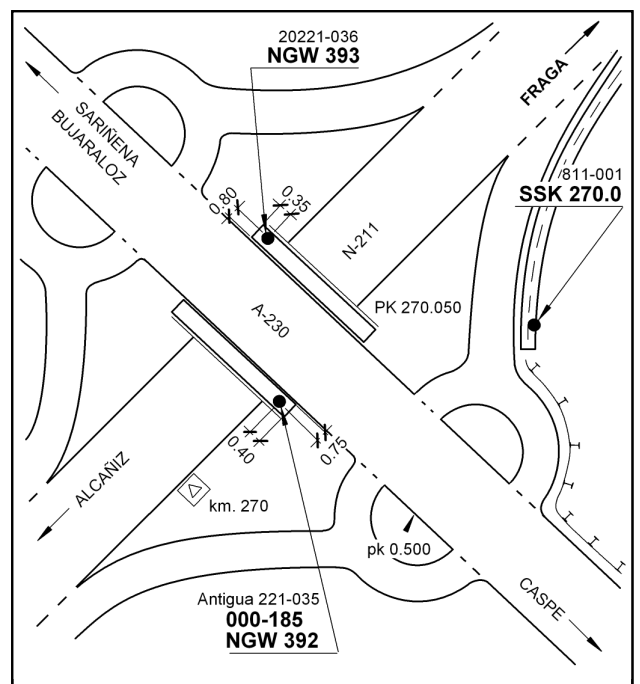 20221-036
NGW 393
SARIÑENA
BUJARALOZ
FRAGA
811-001
SSK 270.0
0.80
0.35
N-211
PK 270.050
A-230
0.40
0.75
ALCAÑIZ
km. 270
pk 0.500
Antigua 221-035
000-185
NGW 392
CASPE